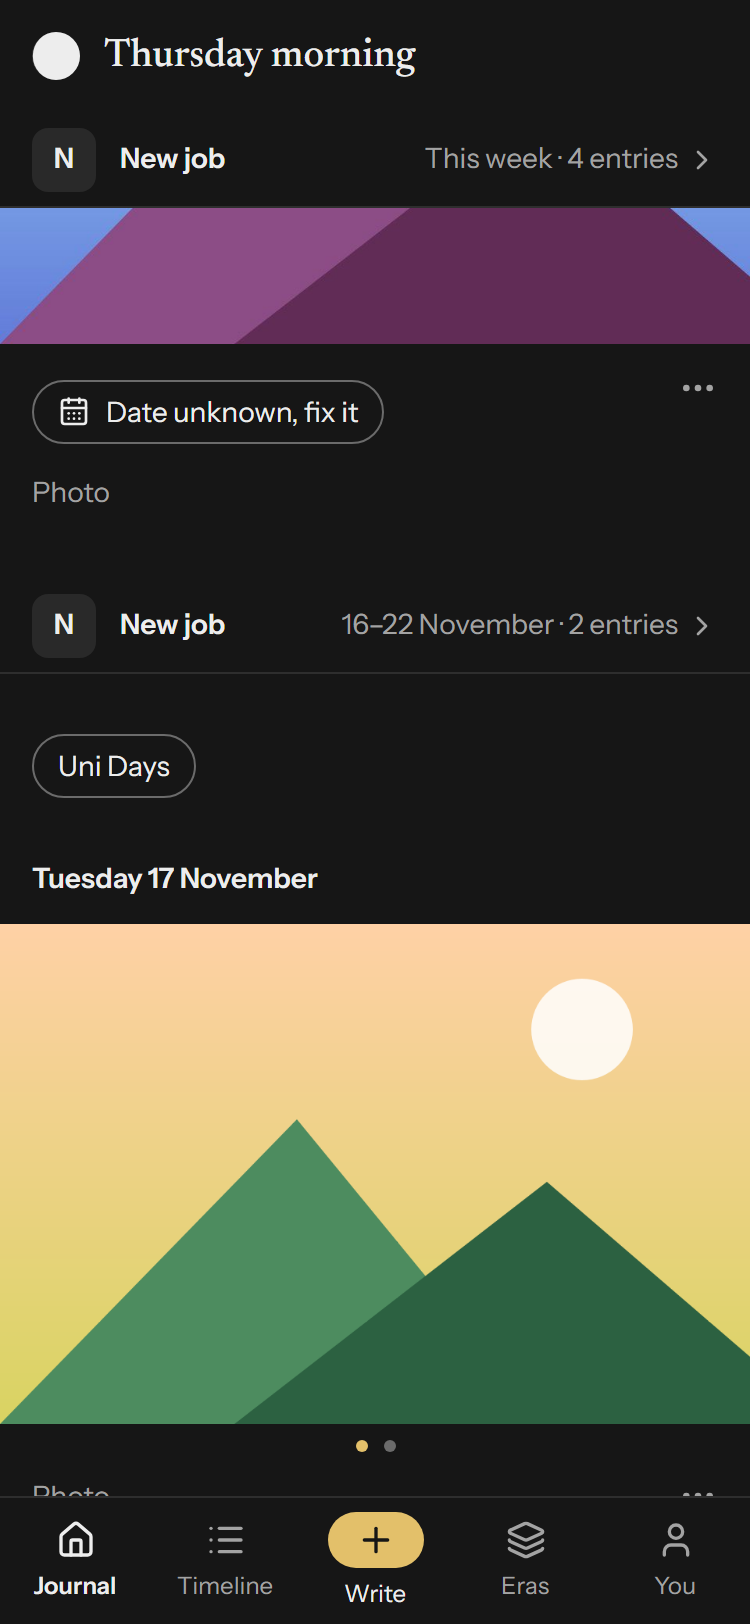 Thursday morning
N New job This week · 4 entries
Date unknown, fix it
Photo
N New job 16–22 November · 2 entries
Uni Days
Tuesday 17 November
Photo
Journal Timeline Write Eras You